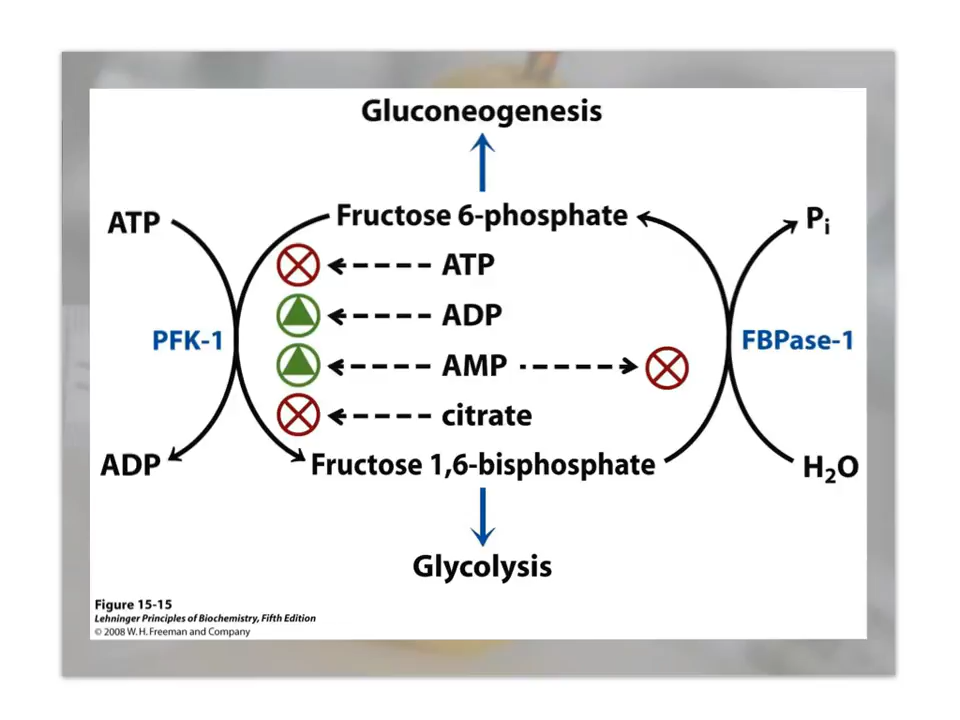 Gluconeogenesis
ATP
Fructose 6-phosphate
Pi
ATP
ADP
PFK-1
FBPase-1
AMP
citrate
ADP
Fructose 1,6-bisphosphate
H2O
Glycolysis
Figure 15-15
Lehninger Principles of Biochemistry, Fifth Edition
© 2008 W. H. Freeman and Company